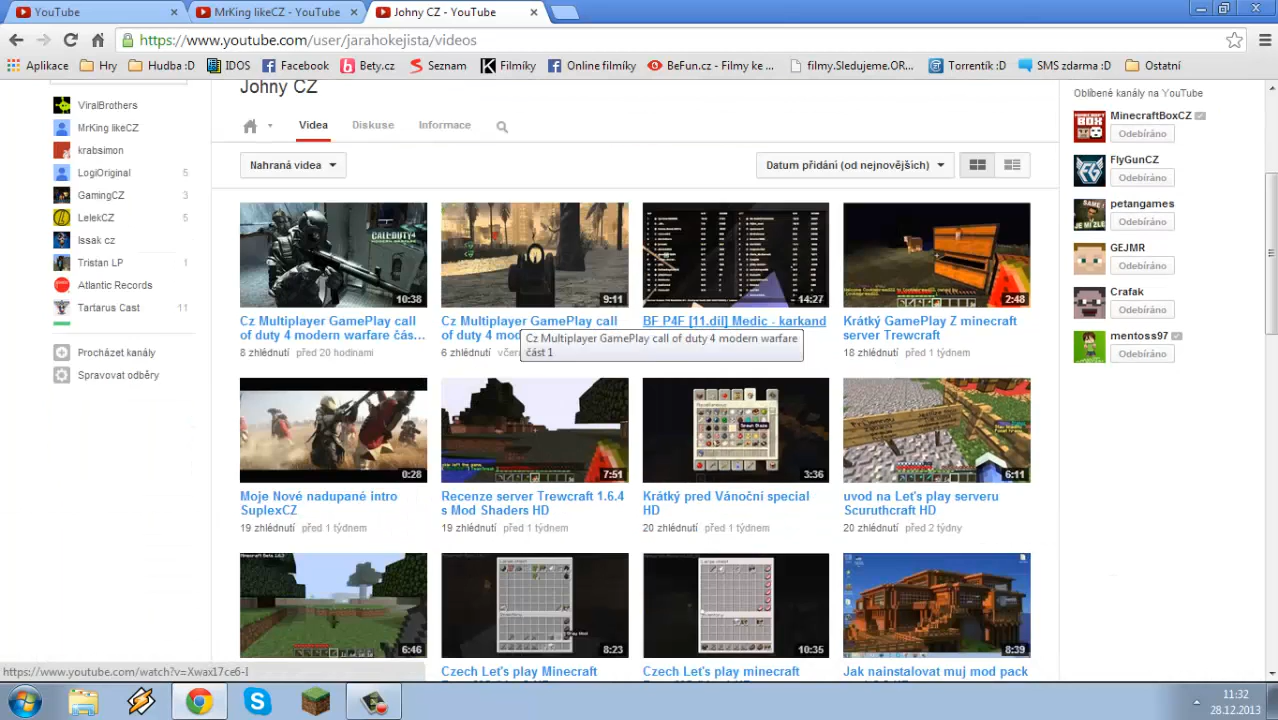 YouTube
MrKing likeCZ - YouTube
Johny CZ - YouTube
https://www.youtube.com/user/jarahokejista/videos
Aplikace
Hry
Hudba :D
IDOS
Facebook
Bety.cz
Seznam
Filmíky
Online filmíky
BeFun.cz - Filmy ke ...
filmy.Sledujeme.OR...
Torrentík :D
SMS zdarma :D
Ostatní
ViralBrothers
MrKing likeCZ
krabsimon
LogiOriginal 5
GamingCZ 3
LelekCZ 5
Issak cz
Tristan LP 1
Atlantic Records
Tartarus Cast 11
Procházet kanály
Spravovat odběry
Johny CZ
Videa Diskuse Informace
Nahraná videa
Datum přidání (od nejnovějších)
CALL OF DUTY 4
10:38
9:11
14:27
2:48
Cz Multiplayer GamePlay call
of duty 4 modern warfare čás...
8 zhlédnutí před 20 hodinami
Cz Multiplayer GamePlay call
of duty 4 mod
6 zhlédnutí včera
Cz Multiplayer GamePlay call of duty 4 modern warfare
část 1
BF P4F [11.díl] Medic - karkand
Krátký GamePlay Z minecraft
server Trewcraft
18 zhlédnutí před 1 týdnem
0:28
7:51
3:36
6:11
Moje Nové nadupané intro
SuplexCZ
19 zhlédnutí před 1 týdnem
Recenze server Trewcraft 1.6.4
s Mod Shaders HD
19 zhlédnutí před 1 týdnem
Krátký pred Vánoční special
HD
20 zhlédnutí před 1 týdnem
uvod na Let's play serveru
Scuruthcraft HD
20 zhlédnutí před 2 týdny
6:46
8:23
10:35
8:39
Czech Let's play Minecraft
Czech Let's play minecraft
Jak nainstalovat muj mod pack
Oblíbené kanály na YouTube
MinecraftBoxCZ
Odebíráno
FlyGunCZ
Odebíráno
petangames
Odebíráno
GEJMR
Odebíráno
Crafak
Odebíráno
mentoss97
Odebíráno
https://www.youtube.com/watch?v=Xwax17ce6-I
11:32
28.12.2013